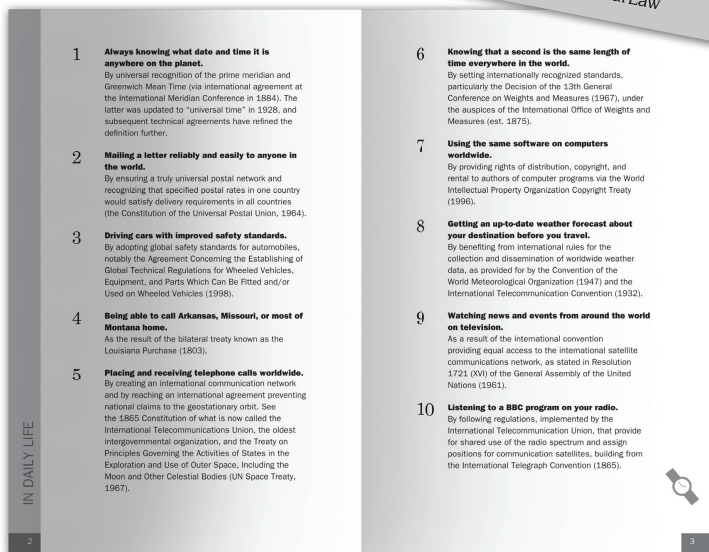 1
Always knowing what date and time it is
anywhere on the planet.
By universal recognition of the prime meridian and
Greenwich Mean Time (via international agreement at
the International Meridian Conference in 1884). The
latter was updated to “universal time” in 1928, and
subsequent technical agreements have refined the
definition further.
2
Mailing a letter reliably and easily to anyone in
the world.
By ensuring a truly universal postal network and
recognizing that specified postal rates in one country
would satisfy delivery requirements in all countries
(the Constitution of the Universal Postal Union, 1964).
3
Driving cars with improved safety standards.
By adopting global safety standards for automobiles,
notably the Agreement Concerning the Establishing of
Global Technical Regulations for Wheeled Vehicles,
Equipment, and Parts Which Can Be Fitted and/or
Used on Wheeled Vehicles (1998).
4
Being able to call Arkansas, Missouri, or most of
Montana home.
As the result of the bilateral treaty known as the
Louisiana Purchase (1803).
5
Placing and receiving telephone calls worldwide.
By creating an international communication network
and by reaching an international agreement preventing
national claims to the geostationary orbit. See
the 1865 Constitution of what is now called the
International Telecommunications Union, the oldest
intergovernmental organization, and the Treaty on
Principles Governing the Activities of States in the
Exploration and Use of Outer Space, Including the
Moon and Other Celestial Bodies (UN Space Treaty,
1967).
IN DAILY LIFE
2
6
Knowing that a second is the same length of
time everywhere in the world.
By setting internationally recognized standards,
particularly the Decision of the 13th General
Conference on Weights and Measures (1967), under
the auspices of the International Office of Weights and
Measures (est. 1875).
7
Using the same software on computers
worldwide.
By providing rights of distribution, copyright, and
rental to authors of computer programs via the World
Intellectual Property Organization Copyright Treaty
(1996).
8
Getting an up-to-date weather forecast about
your destination before you travel.
By benefiting from international rules for the
collection and dissemination of worldwide weather
data, as provided for by the Convention of the
World Meteorological Organization (1947) and the
International Telecommunication Convention (1932).
9
Watching news and events from around the world
on television.
As a result of the international convention
providing equal access to the international satellite
communications network, as stated in Resolution
1721 (XVI) of the General Assembly of the United
Nations (1961).
10
Listening to a BBC program on your radio.
By following regulations, implemented by the
International Telecommunication Union, that provide
for shared use of the radio spectrum and assign
positions for communication satellites, building from
the International Telegraph Convention (1865).
3